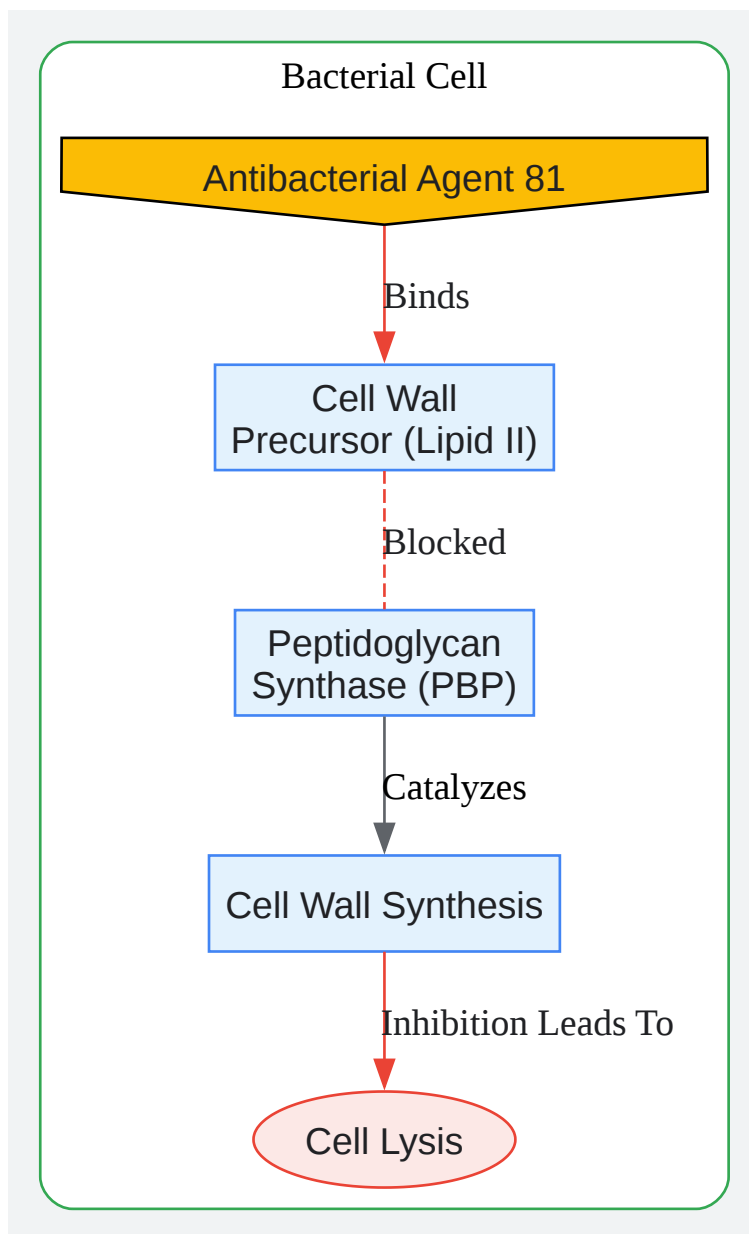 Bacterial Cell
Antibacterial Agent 81
Binds
Cell Wall
Precursor (Lipid II)
Blocked
Peptidoglycan
Synthase (PBP)
Catalyzes
Cell Wall Synthesis
Inhibition Leads To
Cell Lysis